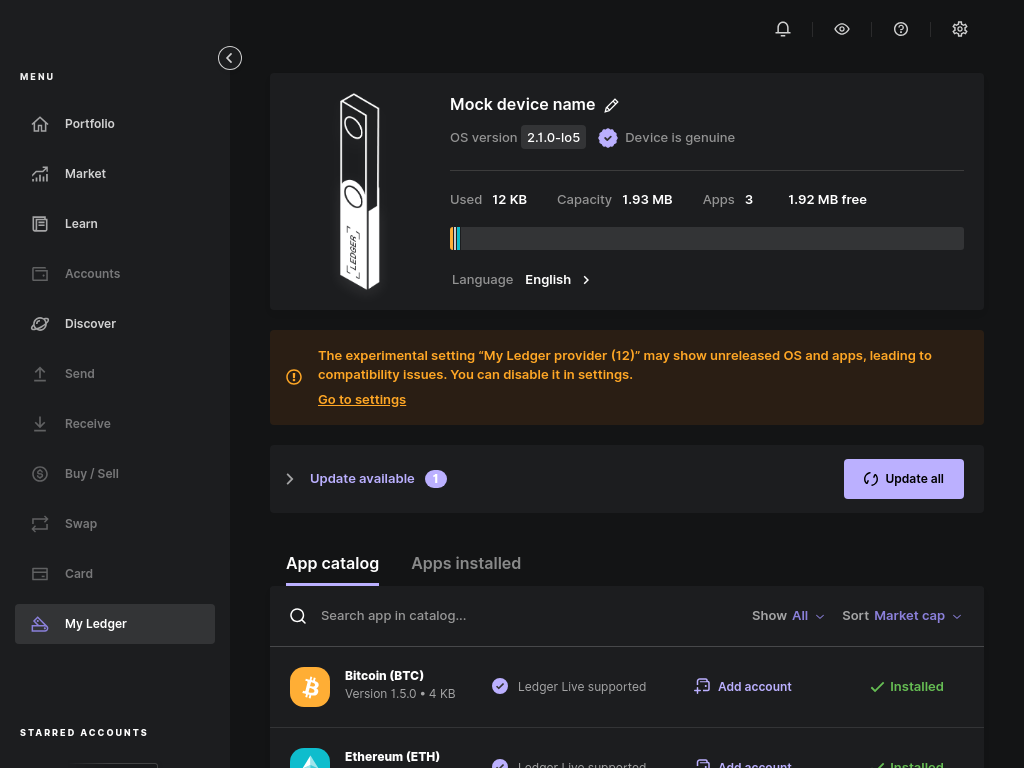 MENU
Portfolio
Market
Learn
Accounts
Discover
Send
Receive
Buy / Sell
Swap
Card
My Ledger
STARRED ACCOUNTS
LEDGER
Mock device name
OS version 2.1.0-lo5 Device is genuine
Used 12 KB Capacity 1.93 MB Apps 3 1.92 MB free
Language English
The experimental setting “My Ledger provider (12)” may show unreleased OS and apps, leading to
compatibility issues. You can disable it in settings.
Go to settings
Update available 1 Update all
App catalog Apps installed
Search app in catalog... Show All Sort Market cap
Bitcoin (BTC)
Version 1.5.0 • 4 KB Ledger Live supported Add account Installed
Ethereum (ETH)
Ledger Live supported Add account Installed